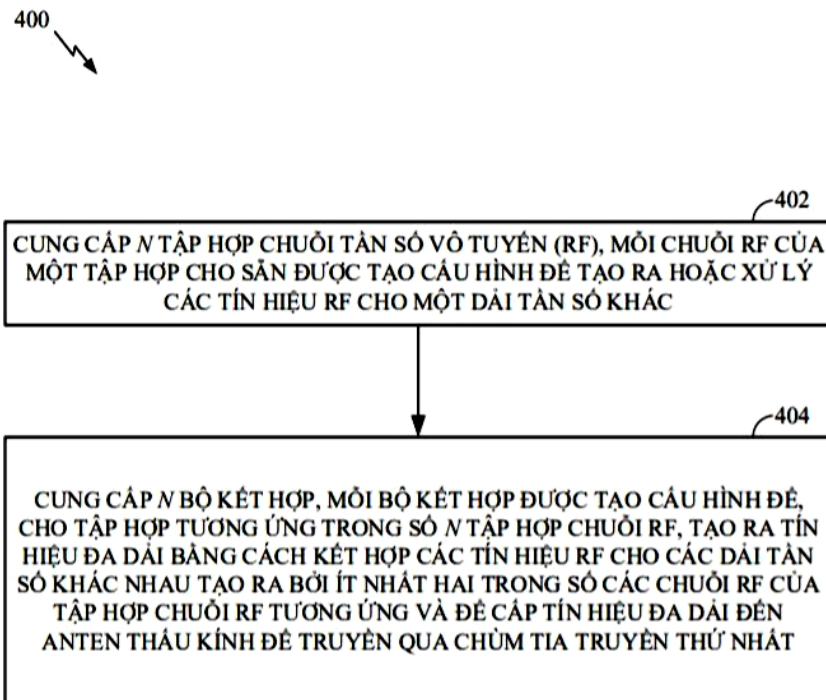 400
402
CUNG CẤP N TẬP HỢP CHUỖI TẦN SỐ VÔ TUYẾN (RF), MỖI CHUỖI RF CỦA
MỘT TẬP HỢP CHO SẴN ĐƯỢC TẠO CẤU HÌNH ĐỂ TẠO RA HOẶC XỬ LÝ
CÁC TÍN HIỆU RF CHO MỘT DẢI TẦN SỐ KHÁC
404
CUNG CẤP N BỘ KẾT HỢP, MỖI BỘ KẾT HỢP ĐƯỢC TẠO CẤU HÌNH ĐỂ,
CHO TẬP HỢP TƯƠNG ỨNG TRONG SỐ N TẬP HỢP CHUỖI RF, TẠO RA TÍN
HIỆU ĐA DẢI BẰNG CÁCH KẾT HỢP CÁC TÍN HIỆU RF CHO CÁC DẢI TẦN
SỐ KHÁC NHAU TẠO RA BỞI ÍT NHẤT HAI TRONG SỐ CÁC CHUỖI RF CỦA
TẬP HỢP CHUỖI RF TƯƠNG ỨNG VÀ ĐỂ CẤP TÍN HIỆU ĐA DẢI ĐẾN
ANTEN THẤU KÍNH ĐỂ TRUYỀN QUA CHÙM TIA TRUYỀN THỨ NHẤT